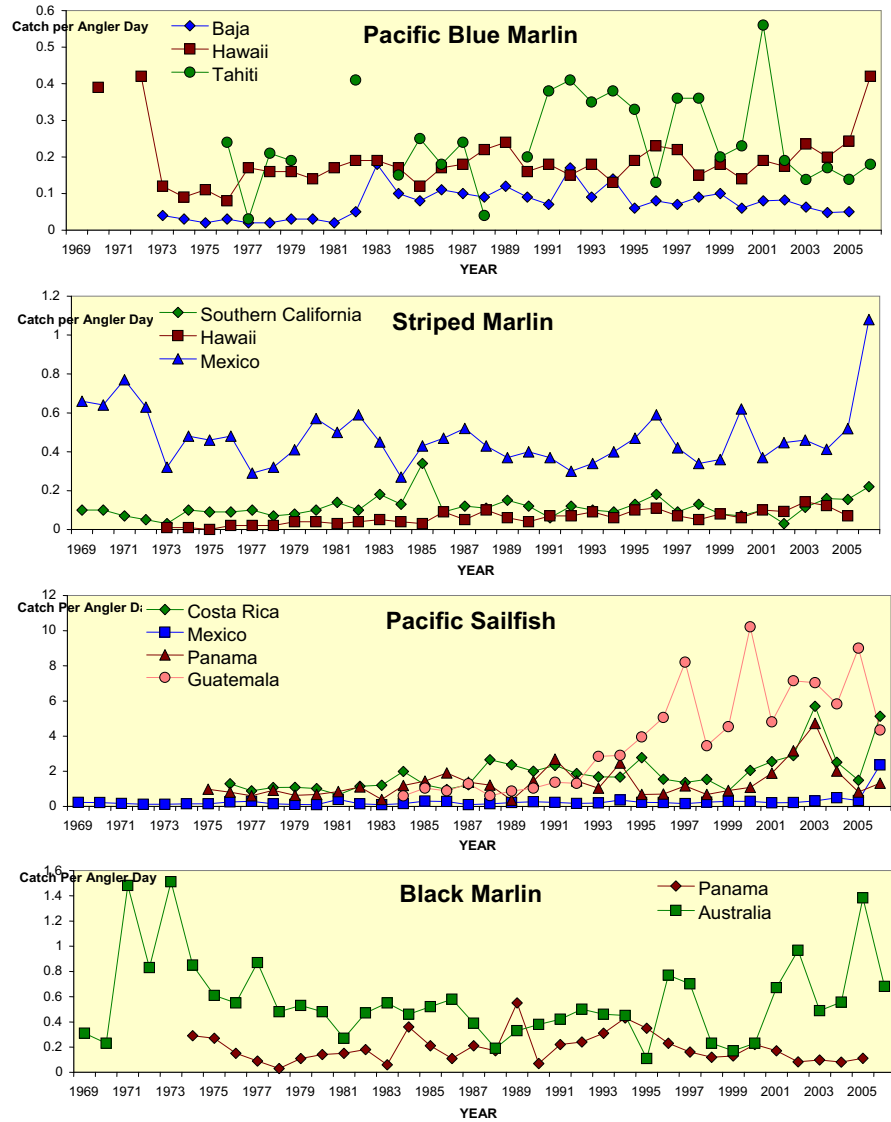 Catch per Angler Day
Pacific Blue Marlin
Baja
Hawaii
Tahiti
0.6
0.5
0.4
0.3
0.2
0.1
0
1969 1971 1973 1975 1977 1979 1981 1983 1985 1987 1989 1991 1993 1995 1997 1999 2001 2003 2005
YEAR
Catch per Angler Day
Striped Marlin
Southern California
Hawaii
Mexico
1.2
1
0.8
0.6
0.4
0.2
0
1969 1971 1973 1975 1977 1979 1981 1983 1985 1987 1989 1991 1993 1995 1997 1999 2001 2003 2005
YEAR
Catch Per Angler Da
Pacific Sailfish
Costa Rica
Mexico
Panama
Guatemala
12
10
8
6
4
2
0
1969 1971 1973 1975 1977 1979 1981 1983 1985 1987 1989 1991 1993 1995 1997 1999 2001 2003 2005
YEAR
Catch Per Angler Day
Black Marlin
Panama
Australia
1.6
1.4
1.2
1
0.8
0.6
0.4
0.2
0
1969 1971 1973 1975 1977 1979 1981 1983 1985 1987 1989 1991 1993 1995 1997 1999 2001 2003 2005
YEAR